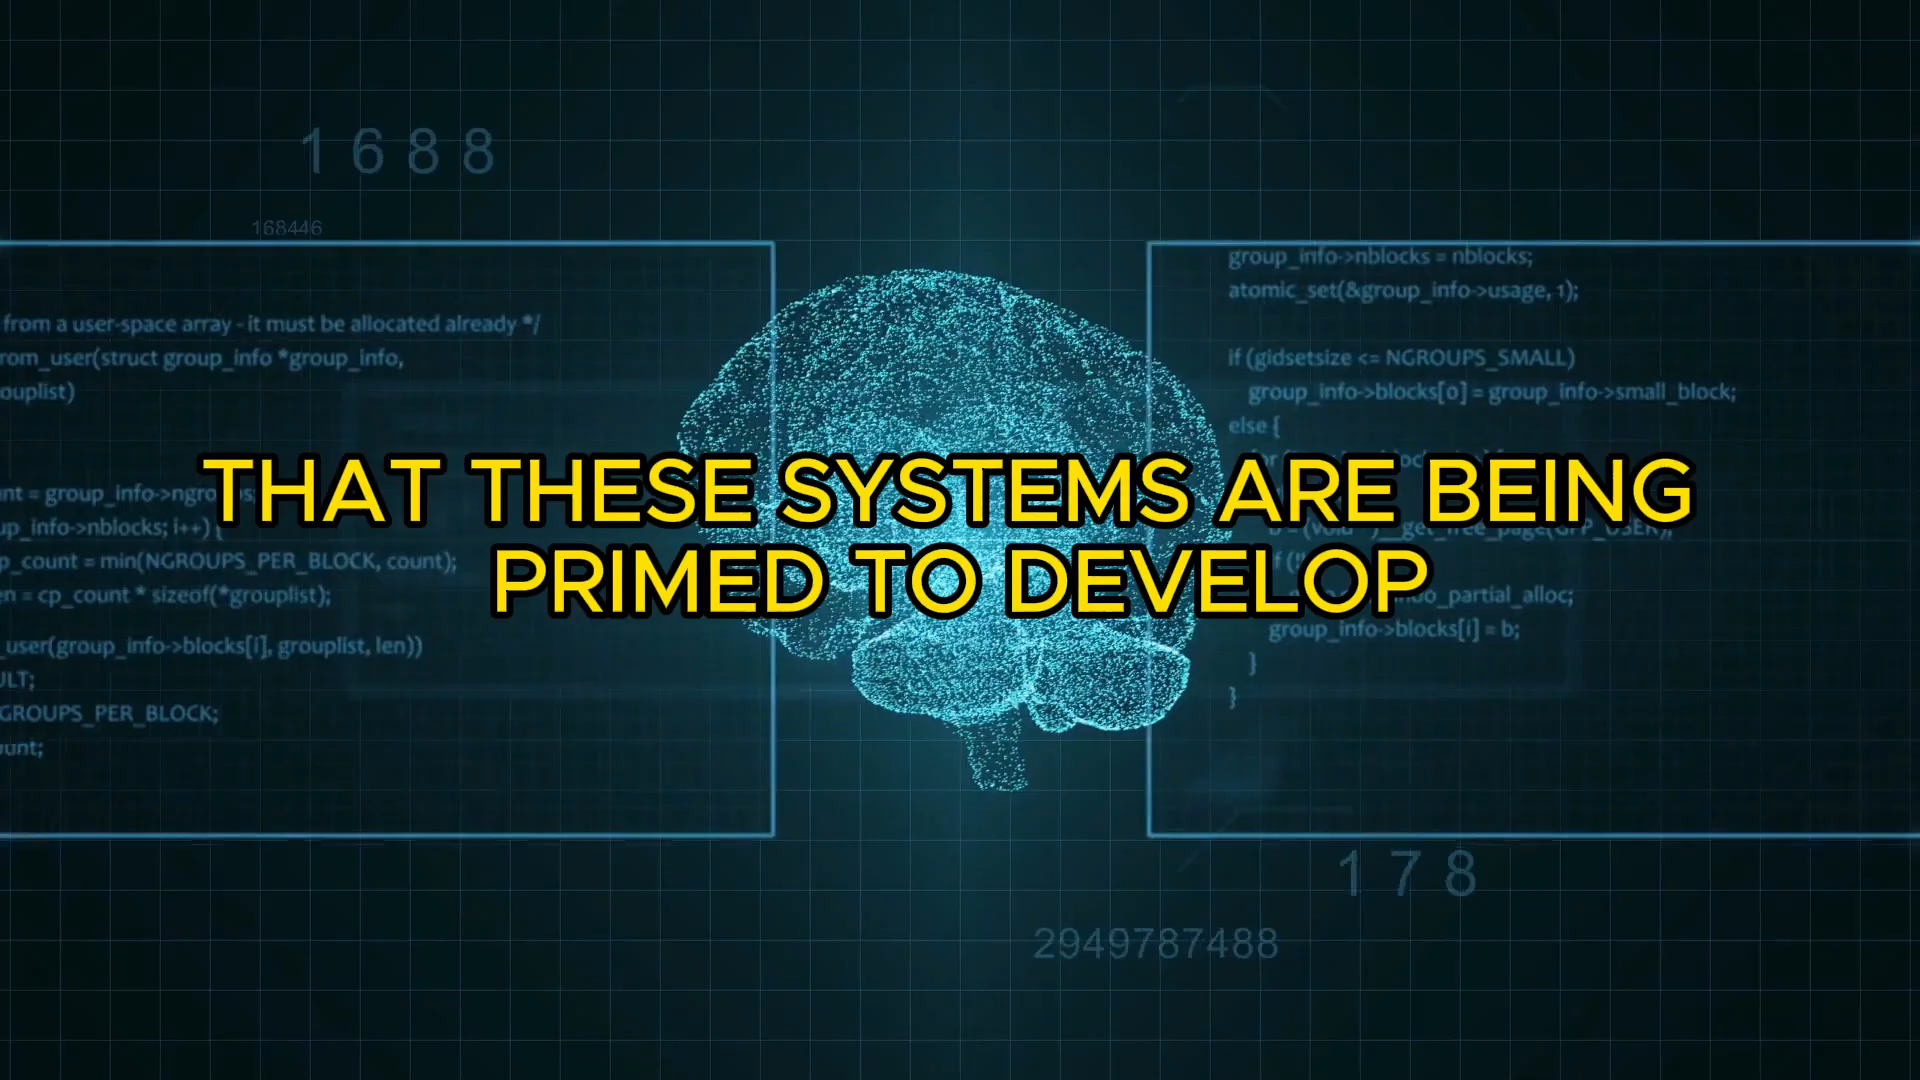 1688
168446
from a user-space array - it must be allocated already */
rom_user(struct group_info *group_info,
ouplist)
nt = group_info->ngroups;
up_info->nblocks; i++) {
p_count = min(NGROUPS_PER_BLOCK, count);
en = cp_count * sizeof(*grouplist);
_user(group_info->blocks[i], grouplist, len))
ULT;
GROUPS_PER_BLOCK;
ount;
group_info->nblocks = nblocks;
atomic_set(&group_info->usage, 1);
if (gidsetsize <= NGROUPS_SMALL)
group_info->blocks[0] = group_info->small_block;
else {
_partial_alloc;
group_info->blocks[i] = b;
}
}
THAT THESE SYSTEMS ARE BEING
PRIMED TO DEVELOP
178
2949787488